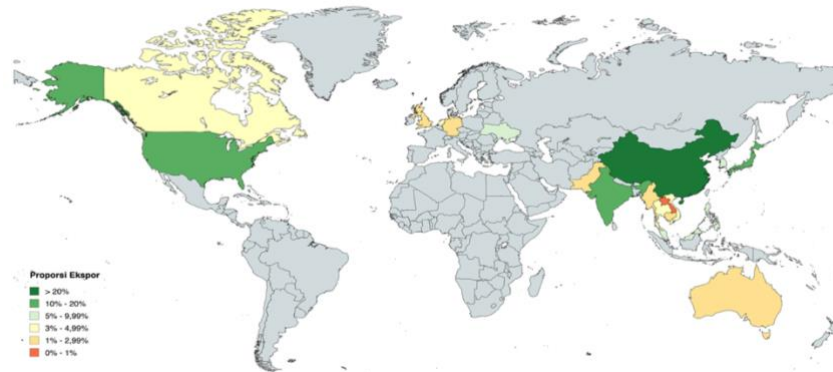 Proporsi Ekspor
> 20%
10% - 20%
5% - 9,99%
3% - 4,99%
1% - 2,99%
0% - 1%